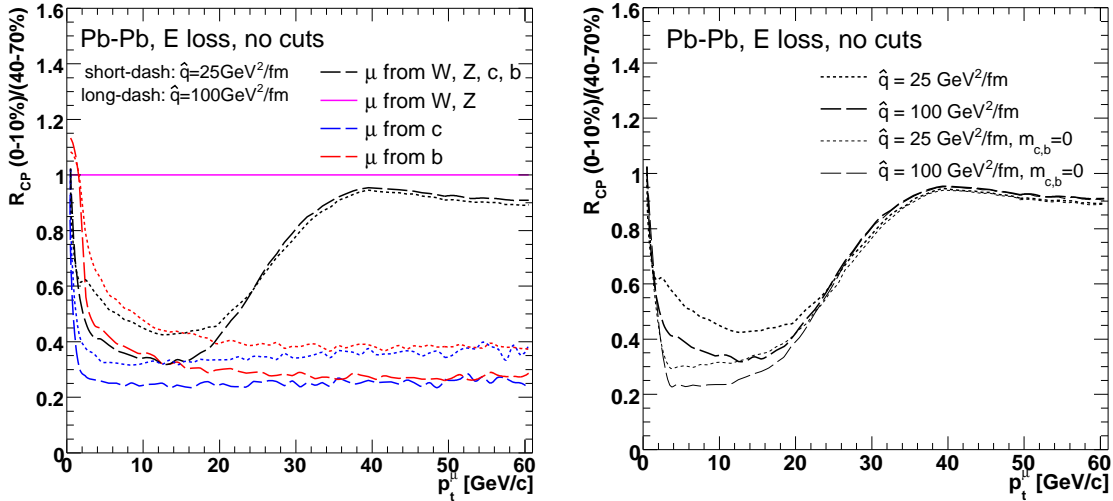 Pb-Pb, E loss, no cuts
short-dash: q̂=25GeV²/fm
long-dash: q̂=100GeV²/fm
μ from W, Z, c, b
μ from W, Z
μ from c
μ from b
R_CP (0-10%)/(40-70%)
1.6
1.4
1.2
1
0.8
0.6
0.4
0.2
0
0 10 20 30 40 50 60
p_t^μ [GeV/c]
Pb-Pb, E loss, no cuts
q̂ = 25 GeV²/fm
q̂ = 100 GeV²/fm
q̂ = 25 GeV²/fm, m_c,b=0
q̂ = 100 GeV²/fm, m_c,b=0
R_CP (0-10%)/(40-70%)
1.6
1.4
1.2
1
0.8
0.6
0.4
0.2
0
0 10 20 30 40 50 60
p_t^μ [GeV/c]